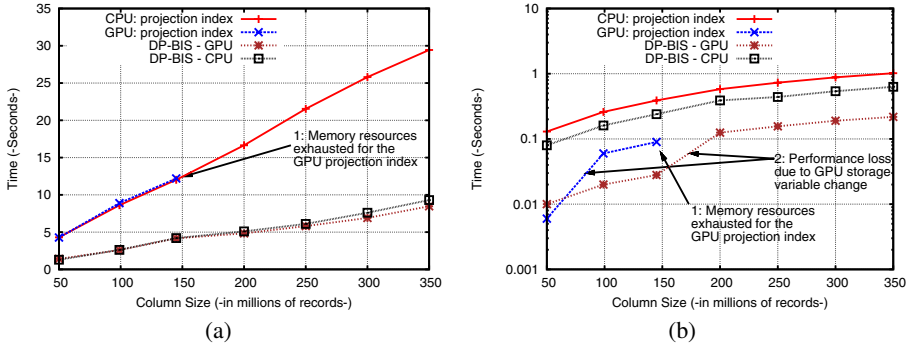 CPU: projection index
GPU: projection index
DP-BIS - GPU
DP-BIS - CPU
35
30
25
20
15
10
5
0
Time (-Seconds-)
1: Memory resources
exhausted for the
GPU projection index
50
100
150
200
250
300
350
Column Size (-in millions of records-)
(a)
CPU: projection index
GPU: projection index
DP-BIS - GPU
DP-BIS - CPU
10
1
0.1
0.01
0.001
Time (-Seconds-)
2: Performance loss
due to GPU storage
variable change
1: Memory resources
exhausted for the
GPU projection index
50
100
150
200
250
300
350
Column Size (-in millions of records-)
(b)